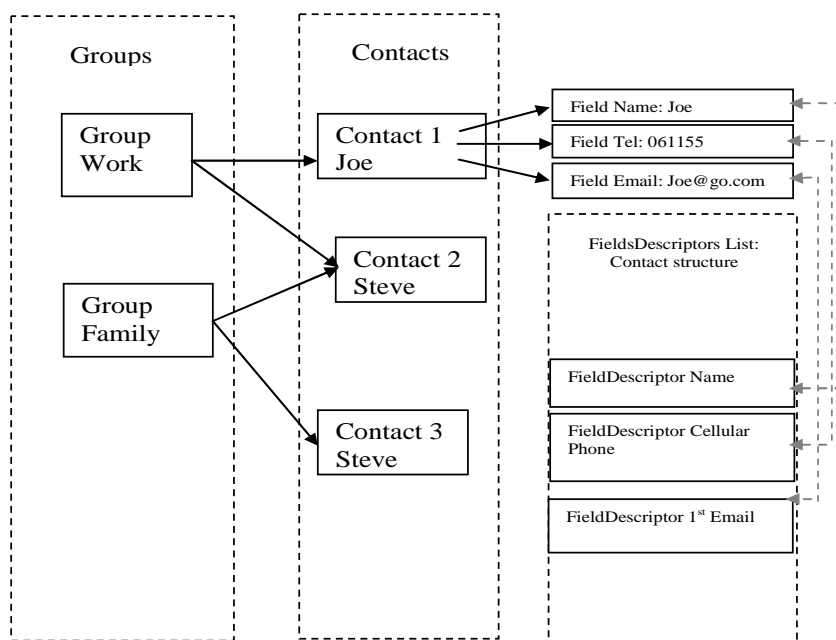 Groups
Contacts
Group
Work
Group
Family
Contact 1
Joe
Contact 2
Steve
Contact 3
Steve
Field Name: Joe
Field Tel: 061155
Field Email: Joe@go.com
FieldsDescriptors List:
Contact structure
FieldDescriptor Name
FieldDescriptor Cellular
Phone
FieldDescriptor 1st Email